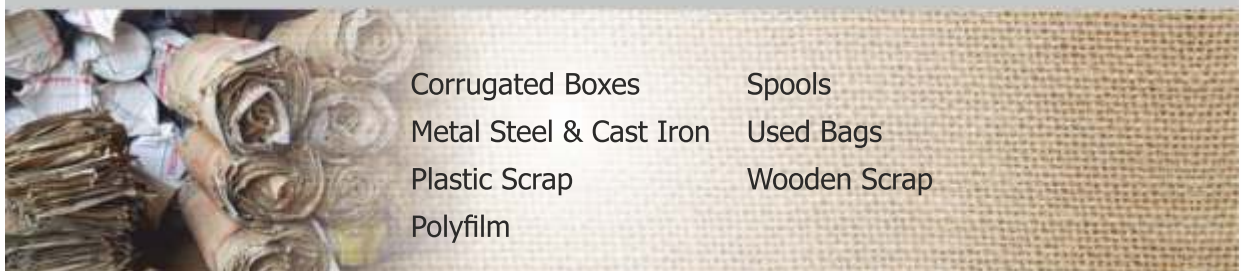 Corrugated Boxes
Metal Steel & Cast Iron
Plastic Scrap
Polyfilm
Spools
Used Bags
Wooden Scrap